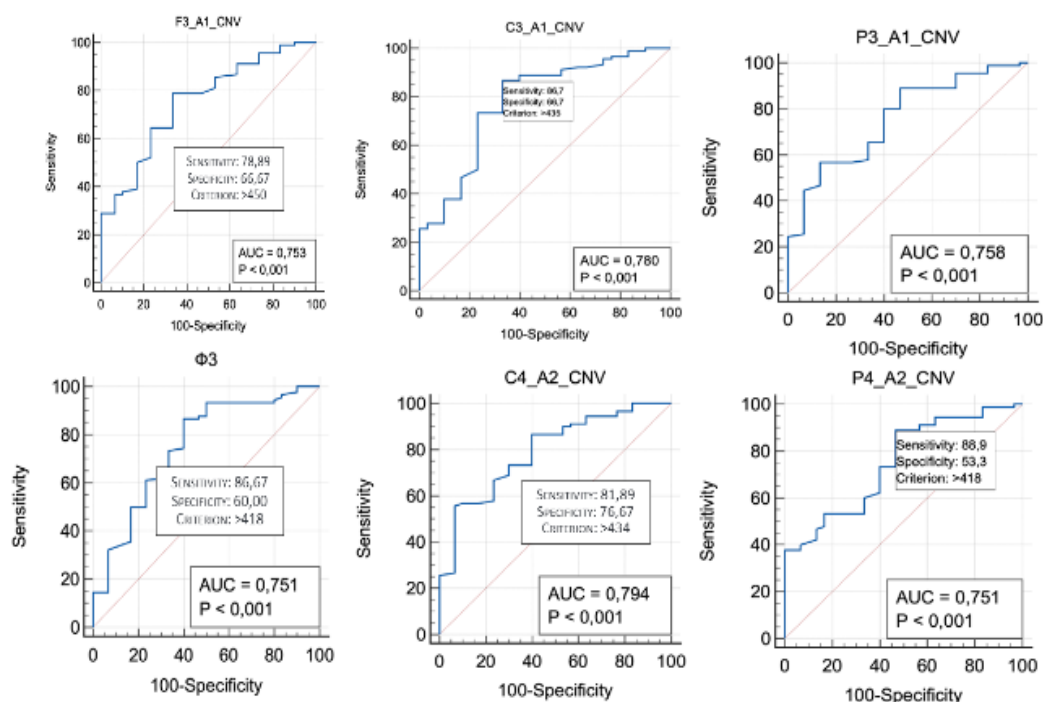 F3_A1_CNV
100
80
60
40
20
0
Sensitivity
SENSITIVITY: 78,89
SPECIFICITY: 66,67
CRITERION: >450
AUC = 0,753
P < 0,001
0 20 40 60 80 100
100-Specificity
C3_A1_CNV
100
80
60
40
20
0
Sensitivity
Sensitivity: 86,7
Specificity: 66,7
Criterion: >435
AUC = 0,780
P < 0,001
0 20 40 60 80 100
100-Specificity
P3_A1_CNV
100
80
60
40
20
0
Sensitivity
AUC = 0,758
P < 0,001
0 20 40 60 80 100
100-Specificity
Ф3
100
80
60
40
20
0
Sensitivity
SENSITIVITY: 86,67
SPECIFICITY: 60,00
CRITERION: >418
AUC = 0,751
P < 0,001
0 20 40 60 80 100
100-Specificity
C4_A2_CNV
100
80
60
40
20
0
Sensitivity
SENSITIVITY: 81,89
SPECIFICITY: 76,67
CRITERION: >434
AUC = 0,794
P < 0,001
0 20 40 60 80 100
100-Specificity
P4_A2_CNV
100
80
60
40
20
0
Sensitivity
Sensitivity: 88,9
Specificity: 53,3
Criterion: >418
AUC = 0,751
P < 0,001
0 20 40 60 80 100
100-Specificity